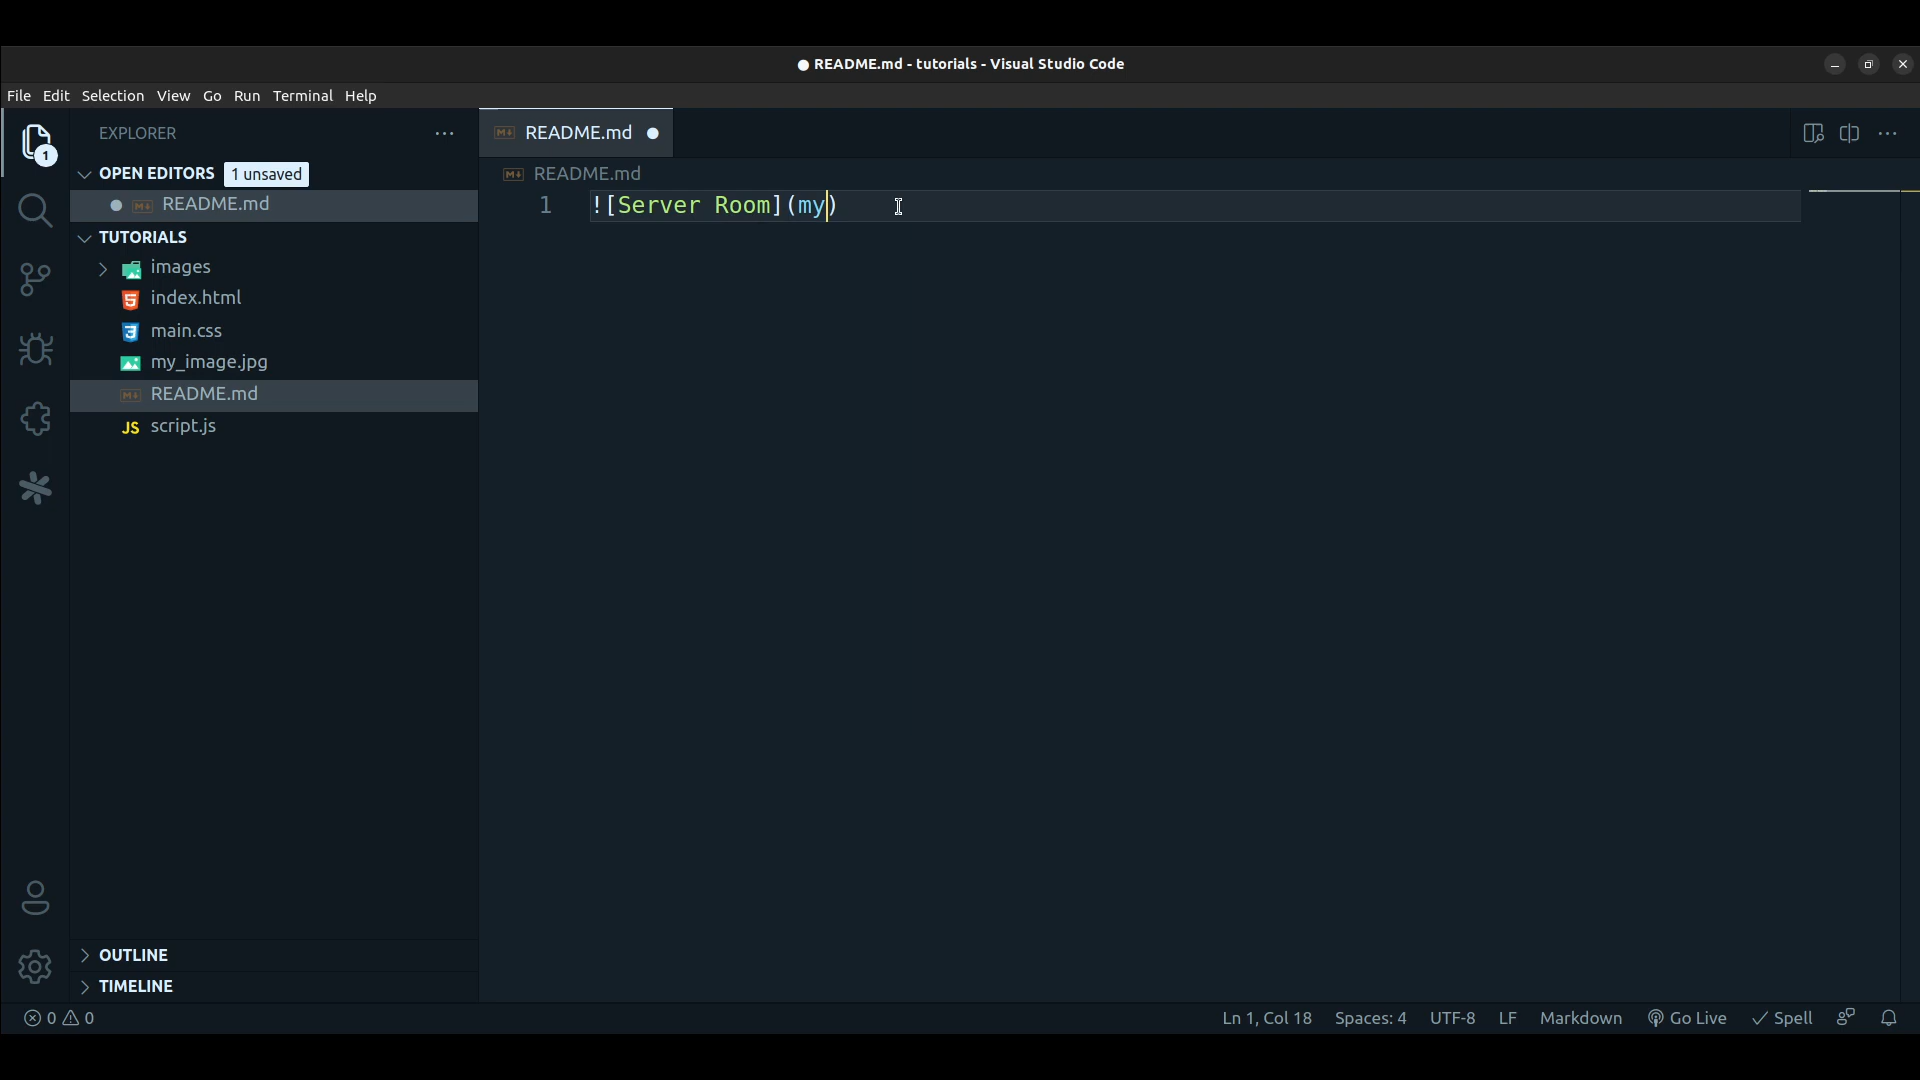 ● README.md - tutorials - Visual Studio Code
File Edit Selection View Go Run Terminal Help
EXPLORER
1
OPEN EDITORS 1 unsaved
README.md
TUTORIALS
images
index.html
main.css
my_image.jpg
README.md
JS script.js
OUTLINE
TIMELINE
README.md
README.md
1 ![Server Room](my)
0 0
Ln 1, Col 18 Spaces: 4 UTF-8 LF Markdown Go Live Spell